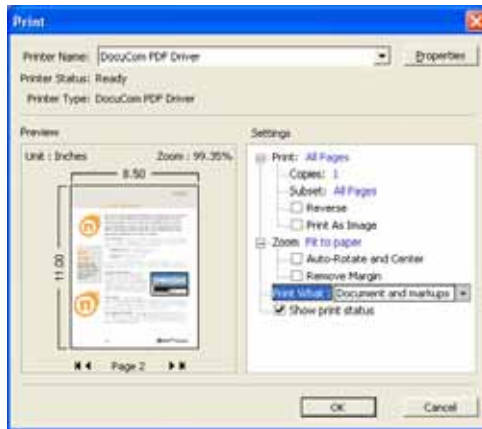 Print
Printer Name: DocuCom PDF Driver
Properties
Printer Status: Ready
Printer Type: DocuCom PDF Driver
Preview
Unit : Inches Zoom : 99.35%
8.50
11.00
Page 2
Settings
Print: All Pages
Copies: 1
Subset: All Pages
Reverse
Print As Image
Zoom: Fit to paper
Auto-Rotate and Center
Remove Margin
Print What : Document and markups
Show print status
OK
Cancel